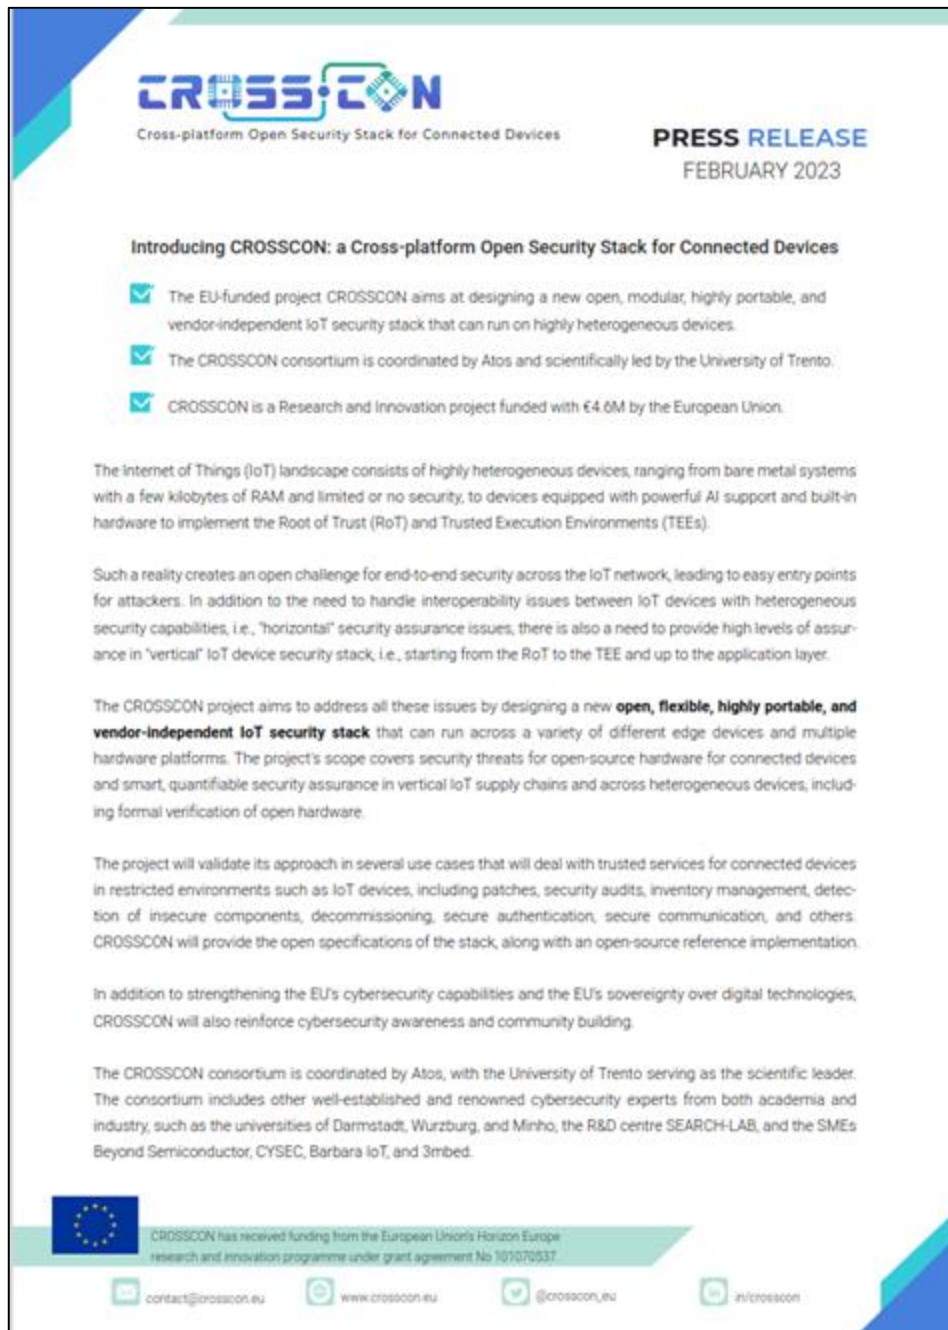 CROSSCON
Cross-platform Open Security Stack for Connected Devices
PRESS RELEASE
FEBRUARY 2023
Introducing CROSSCON: a Cross-platform Open Security Stack for Connected Devices
The EU-funded project CROSSCON aims at designing a new open, modular, highly portable, and
vendor-independent IoT security stack that can run on highly heterogeneous devices.
The CROSSCON consortium is coordinated by Atos and scientifically led by the University of Trento.
CROSSCON is a Research and Innovation project funded with €4.6M by the European Union.
The Internet of Things (IoT) landscape consists of highly heterogeneous devices, ranging from bare metal systems
with a few kilobytes of RAM and limited or no security, to devices equipped with powerful AI support and built-in
hardware to implement the Root of Trust (RoT) and Trusted Execution Environments (TEEs).
Such a reality creates an open challenge for end-to-end security across the IoT network, leading to easy entry points
for attackers. In addition to the need to handle interoperability issues between IoT devices with heterogeneous
security capabilities, i.e., "horizontal" security assurance issues, there is also a need to provide high levels of assur-
ance in "vertical" IoT device security stack, i.e., starting from the RoT to the TEE and up to the application layer.
The CROSSCON project aims to address all these issues by designing a new open, flexible, highly portable, and
vendor-independent IoT security stack that can run across a variety of different edge devices and multiple
hardware platforms. The project's scope covers security threats for open-source hardware for connected devices
and smart, quantifiable security assurance in vertical IoT supply chains and across heterogeneous devices, includ-
ing formal verification of open hardware.
The project will validate its approach in several use cases that will deal with trusted services for connected devices
in restricted environments such as IoT devices, including patches, security audits, inventory management, detec-
tion of insecure components, decommissioning, secure authentication, secure communication, and others.
CROSSCON will provide the open specifications of the stack, along with an open-source reference implementation.
In addition to strengthening the EU's cybersecurity capabilities and the EU's sovereignty over digital technologies,
CROSSCON will also reinforce cybersecurity awareness and community building.
The CROSSCON consortium is coordinated by Atos, with the University of Trento serving as the scientific leader.
The consortium includes other well-established and renowned cybersecurity experts from both academia and
industry, such as the universities of Darmstadt, Wurzburg, and Minho, the R&D centre SEARCH-LAB, and the SMEs
Beyond Semiconductor, CYSEC, Barbara IoT, and 3mbed.
CROSSCON has received funding from the European Union's Horizon Europe
research and innovation programme under grant agreement No 101070537
contact@crosscon.eu
www.crosscon.eu
@crosscon_eu
in/crosscon